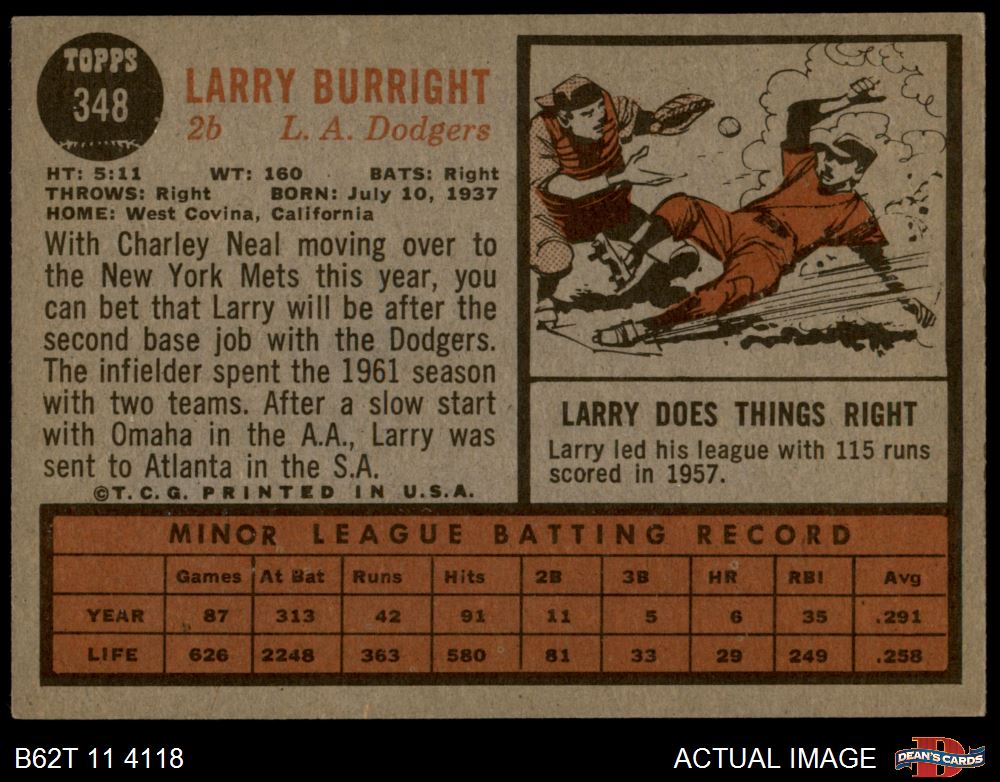 TOPPS
348
LARRY BURRIGHT
2b L. A. Dodgers
HT: 5:11 WT: 160 BATS: Right
THROWS: Right BORN: July 10, 1937
HOME: West Covina, California
With Charley Neal moving over to
the New York Mets this year, you
can bet that Larry will be after the
second base job with the Dodgers.
The infielder spent the 1961 season
with two teams. After a slow start
with Omaha in the A.A., Larry was
sent to Atlanta in the S.A.
©T.C.G. PRINTED IN U.S.A.
LARRY DOES THINGS RIGHT
Larry led his league with 115 runs
scored in 1957.
MINOR LEAGUE BATTING RECORD
Games At Bat Runs Hits 2B 3B HR RBI Avg
YEAR 87 313 42 91 11 5 6 35 .291
LIFE 626 2248 363 580 81 33 29 249 .258
B62T 11 4118 ACTUAL IMAGE DEAN'S CARDS